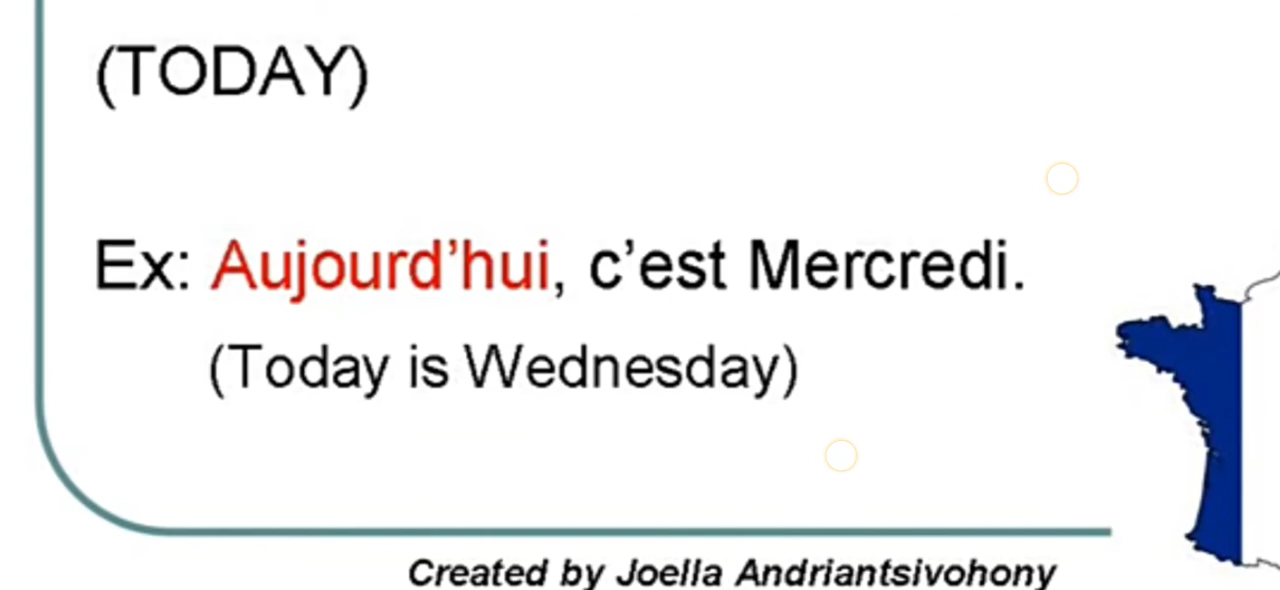 (TODAY)
Ex: Aujourd’hui, c’est Mercredi.
(Today is Wednesday)
Created by Joella Andriantsivohony